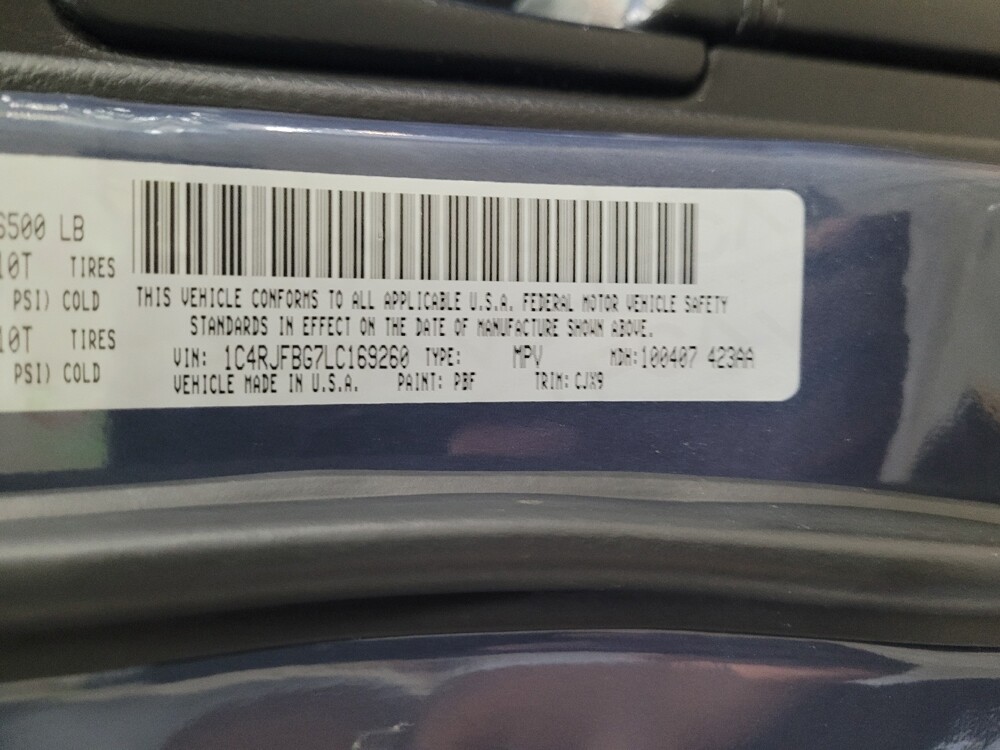 6500 LB
10T TIRES
PSI) COLD
10T TIRES
PSI) COLD
THIS VEHICLE CONFORMS TO ALL APPLICABLE U.S.A. FEDERAL MOTOR VEHICLE SAFETY
STANDARDS IN EFFECT ON THE DATE OF MANUFACTURE SHOWN ABOVE.
VIN: 1C4RJFBG7LC169260 TYPE: MPV MDH: 100407 423AA
VEHICLE MADE IN U.S.A. PAINT: PBF TRIM: CJX9